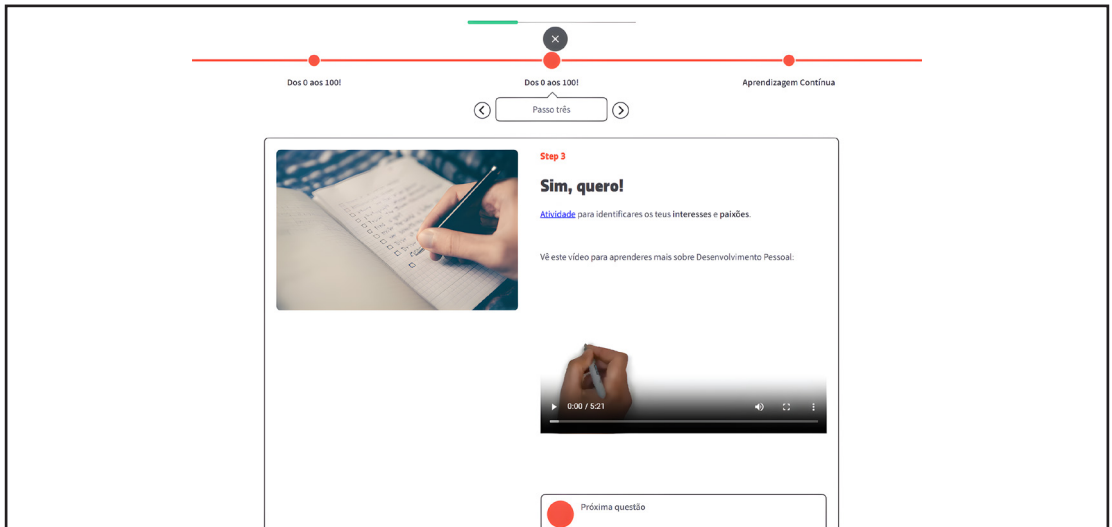 Dos 0 aos 100!
Dos 0 aos 100!
Aprendizagem Contínua
Passo três
Step 3
Sim, quero!
Atividade para identificares os teus interesses e paixões.
Vê este vídeo para aprenderes mais sobre Desenvolvimento Pessoal:
0:00 / 5:21
Próxima questão